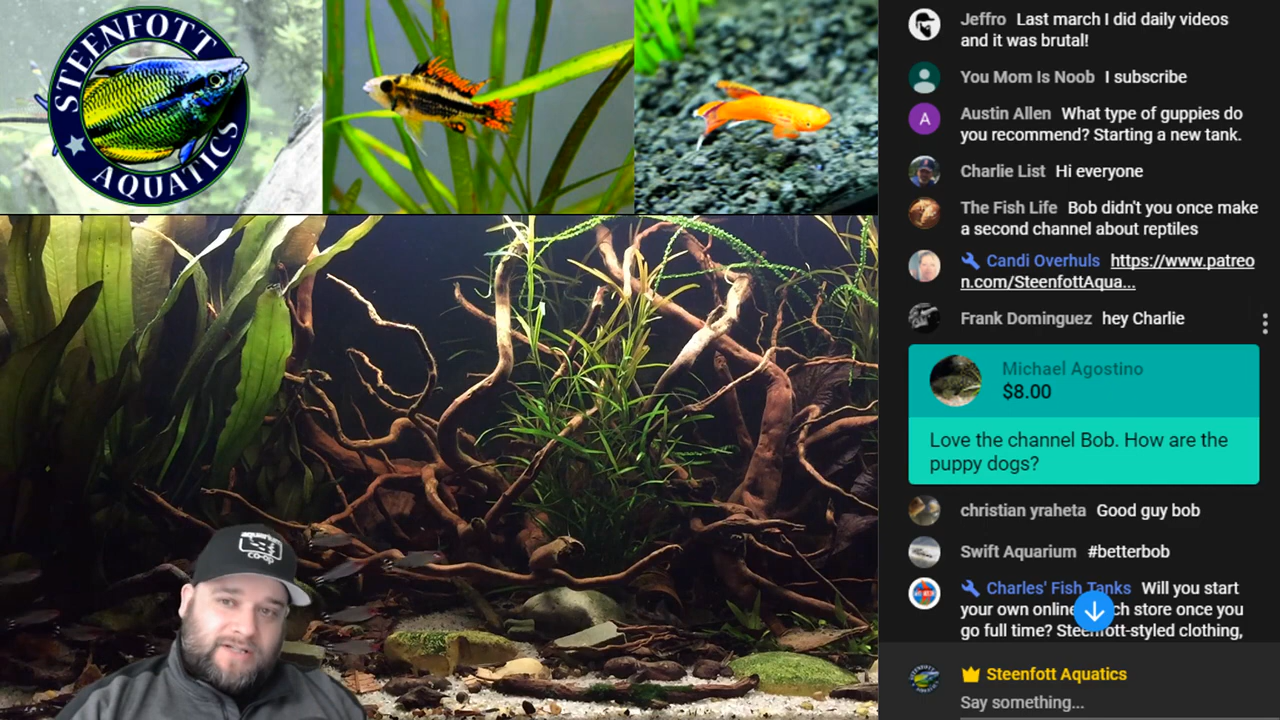 STEENFOTT
AQUATICS
aquarium
co-op
Jeffro Last march I did daily videos
and it was brutal!
You Mom Is Noob I subscribe
A Austin Allen What type of guppies do
you recommend? Starting a new tank.
Charlie List Hi everyone
The Fish Life Bob didn't you once make
a second channel about reptiles
Candi Overhuls https://www.patreo
n.com/SteenfottAqua...
Frank Dominguez hey Charlie
Michael Agostino
$8.00
Love the channel Bob. How are the
puppy dogs?
christian yraheta Good guy bob
Swift Aquarium #betterbob
Charles' Fish Tanks Will you start
your own online ch store once you
go full time? Steenfott-styled clothing,
Steenfott Aquatics
Say something...